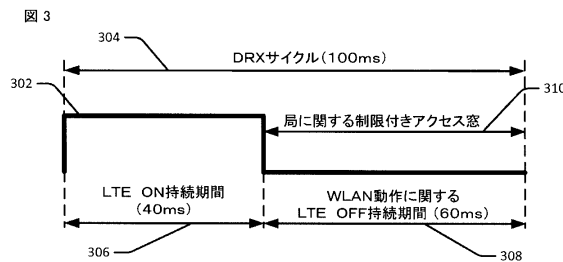 図 3
304
DRXサイクル(100ms)
302
310
局に関する制限付きアクセス窓
LTE ON持続期間
(40ms)
WLAN動作に関する
LTE OFF持続期間 (60ms)
306
308